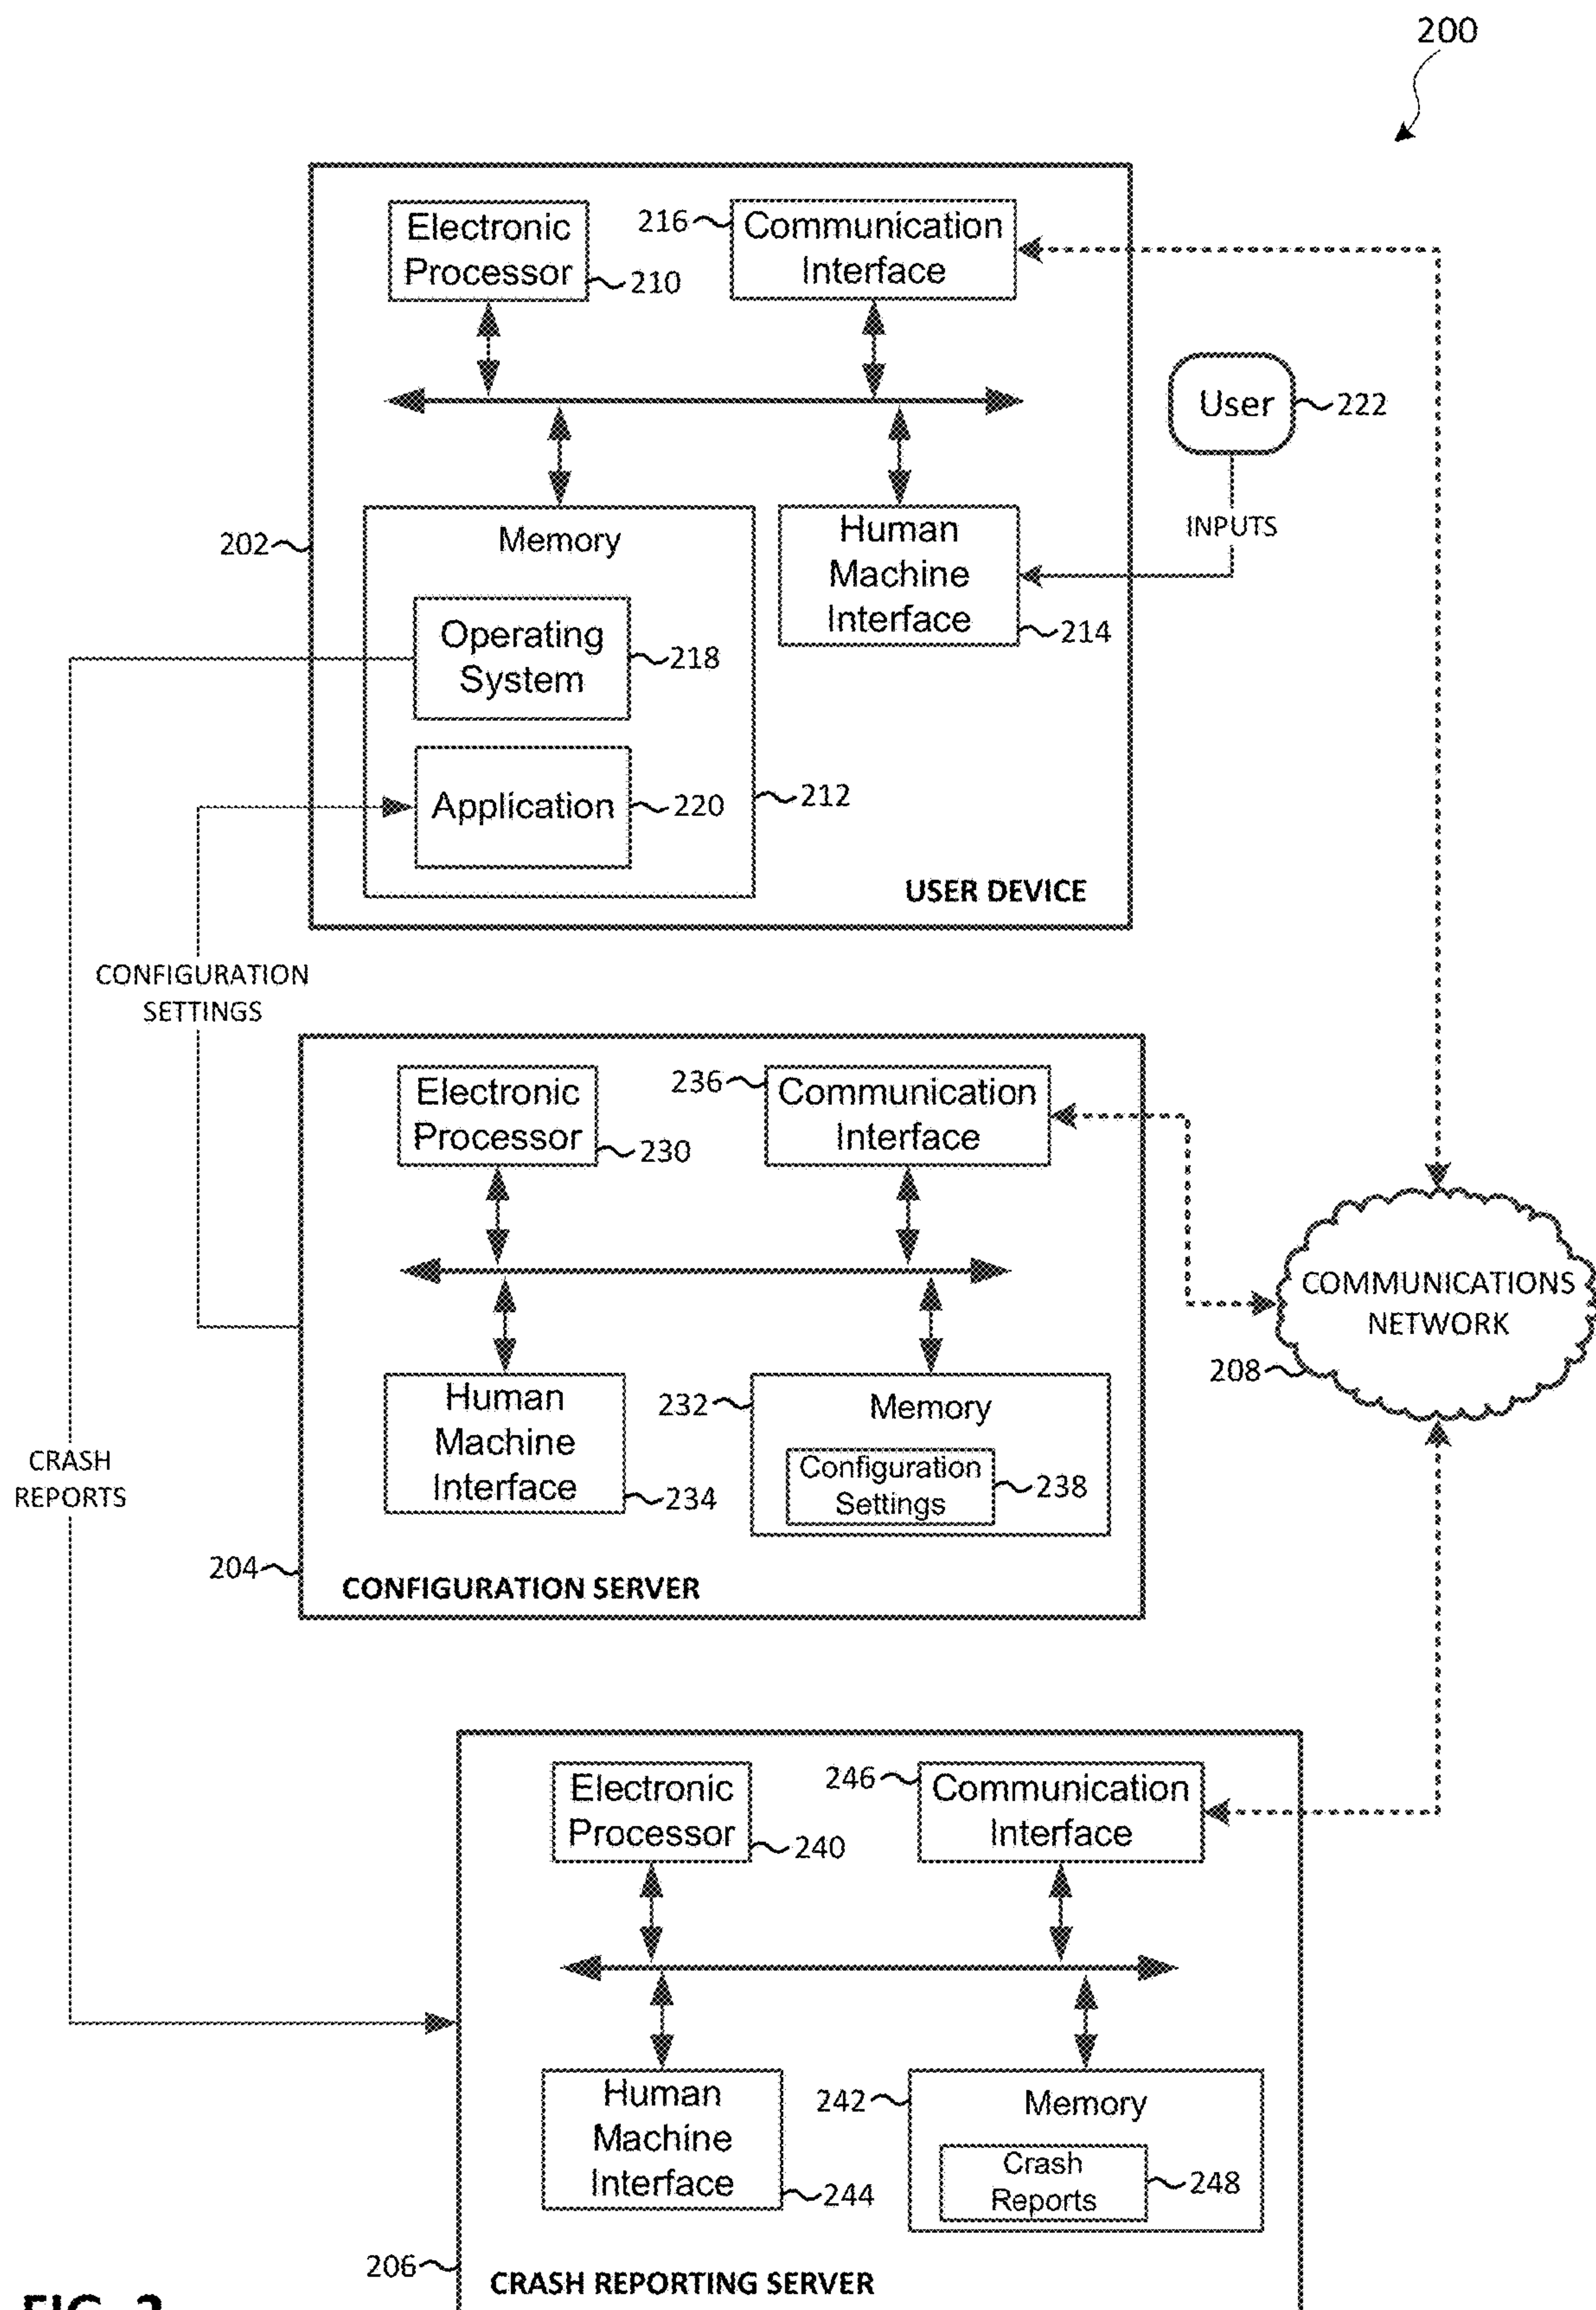 200
Electronic
Processor
210
216
Communication
Interface
User
222
INPUTS
202
Memory
Human
Machine
Interface
214
Operating
System
218
Application
220
212
USER DEVICE
CONFIGURATION
SETTINGS
Electronic
Processor
230
236
Communication
Interface
COMMUNICATIONS
NETWORK
208
Human
Machine
Interface
234
232
Memory
Configuration
Settings
238
CRASH
REPORTS
204
CONFIGURATION SERVER
Electronic
Processor
240
246
Communication
Interface
Human
Machine
Interface
244
242
Memory
Crash
Reports
248
206
CRASH REPORTING SERVER
FIG. 2